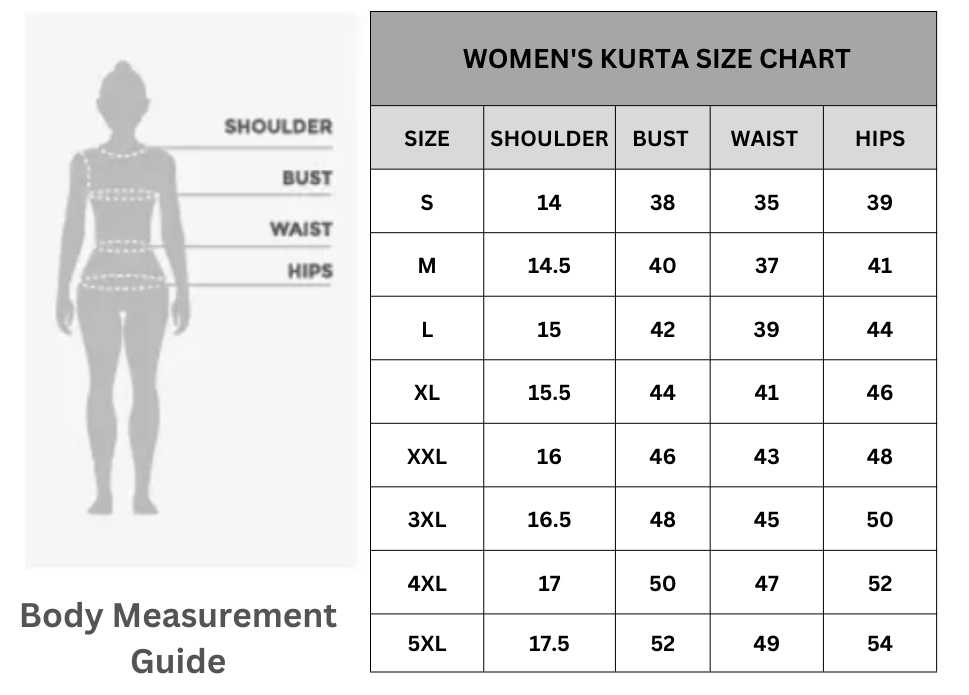 SHOULDER
BUST
WAIST
HIPS
Body Measurement
Guide
WOMEN'S KURTA SIZE CHART
SIZE SHOULDER BUST WAIST HIPS
S 14 38 35 39
M 14.5 40 37 41
L 15 42 39 44
XL 15.5 44 41 46
XXL 16 46 43 48
3XL 16.5 48 45 50
4XL 17 50 47 52
5XL 17.5 52 49 54